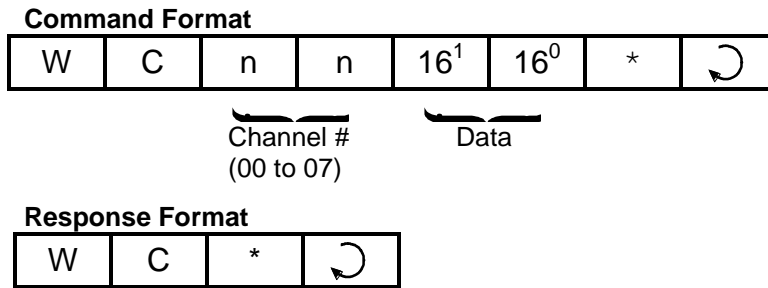 Command Format
W C n n 16¹ 16⁰ * ↵
Channel # Data
(00 to 07)
Response Format
W C * ↵